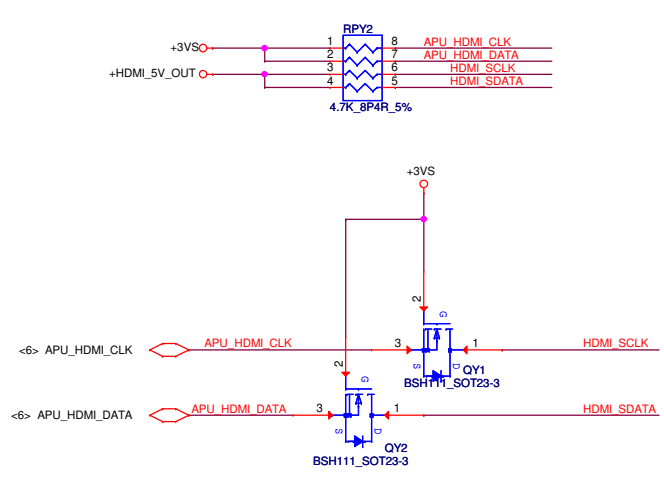 RPY2
+3VS 1 8 APU_HDMI_CLK
2 7 APU_HDMI_DATA
+HDMI_5V_OUT 3 6 HDMI_SCLK
4 5 HDMI_SDATA
4.7K_8P4R_5%
+3VS
2
G
<6> APU_HDMI_CLK APU_HDMI_CLK 3 1 HDMI_SCLK
2 S D QY1
G BSH111_SOT23-3
<6> APU_HDMI_DATA APU_HDMI_DATA 3 1 HDMI_SDATA
S D
QY2
BSH111_SOT23-3